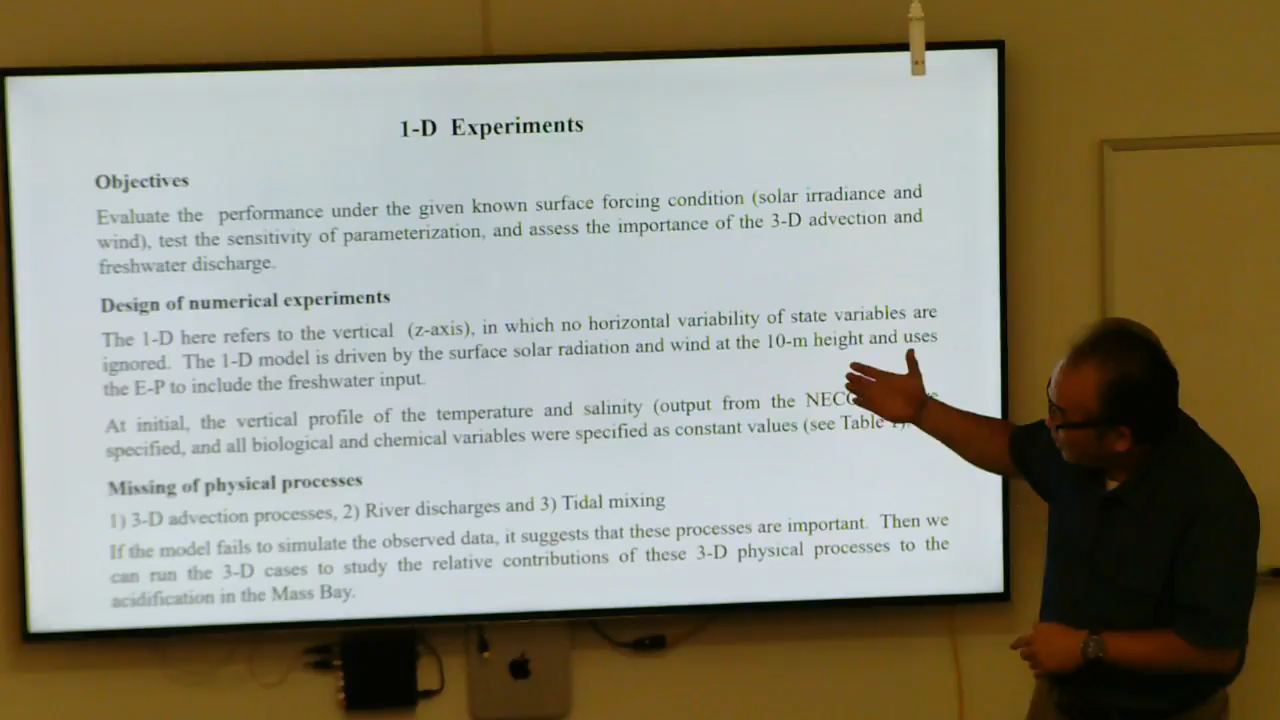 1-D Experiments
Objectives
Evaluate the performance under the given known surface forcing condition (solar irradiance and
wind), test the sensitivity of parameterization, and assess the importance of the 3-D advection and
freshwater discharge.
Design of numerical experiments
The 1-D here refers to the vertical (z-axis), in which no horizontal variability of state variables are
ignored. The 1-D model is driven by the surface solar radiation and wind at the 10-m height and uses
the E-P to include the freshwater input.
At initial, the vertical profile of the temperature and salinity (output from the
specified, and all biological and chemical variables were specified as constant values (see Table
Missing of physical processes
1) 3-D advection processes, 2) River discharges and 3) Tidal mixing
If the model fails to simulate the observed data, it suggests that these processes are important. Then we
can run the 3-D cases to study the relative contributions of these 3-D physical processes to the
acidification in the Mass Bay.